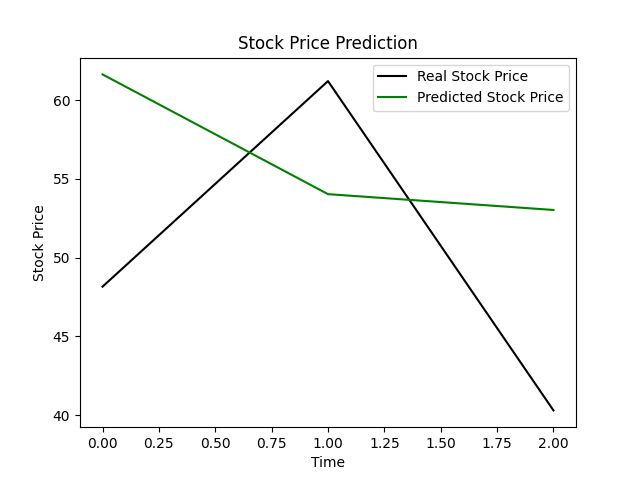 Stock Price Prediction
Real Stock Price
Predicted Stock Price
60
55
50
45
40
Stock Price
0.00 0.25 0.50 0.75 1.00 1.25 1.50 1.75 2.00
Time